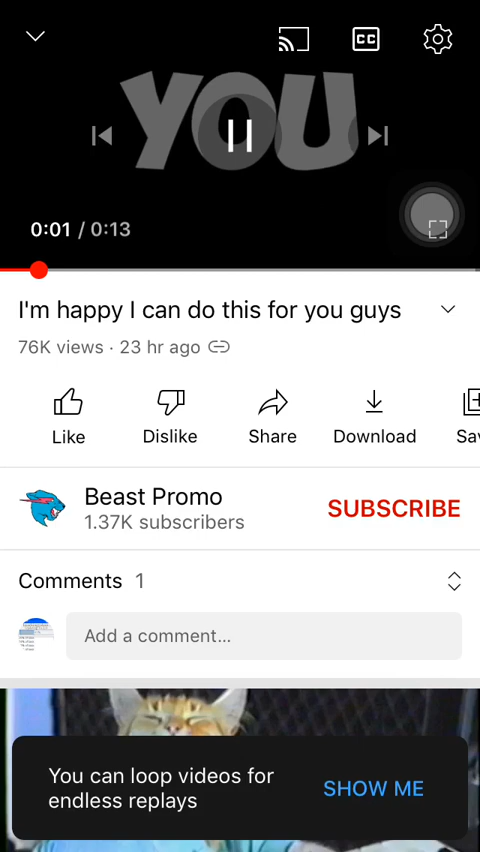 YOU
0:01 / 0:13
I'm happy I can do this for you guys
76K views · 23 hr ago
Like
Dislike
Share
Download
Sav
Beast Promo
1.37K subscribers
SUBSCRIBE
Comments 1
Add a comment...
You can loop videos for
endless replays
SHOW ME
CC